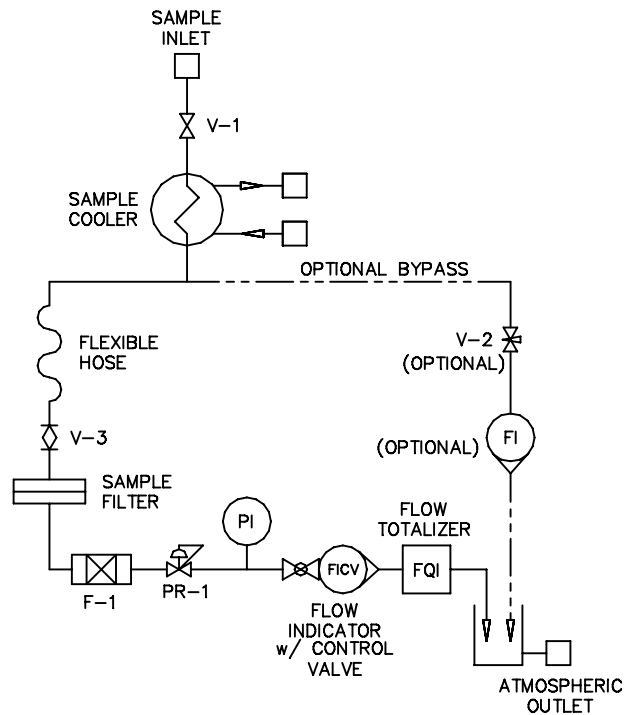 SAMPLE
INLET
V-1
SAMPLE
COOLER
OPTIONAL BYPASS
FLEXIBLE
HOSE
V-2
(OPTIONAL)
V-3
(OPTIONAL)
FI
SAMPLE
FILTER
PI
FLOW
TOTALIZER
F-1
PR-1
FICV
FQI
FLOW
INDICATOR
w/ CONTROL
VALVE
ATMOSPHERIC
OUTLET